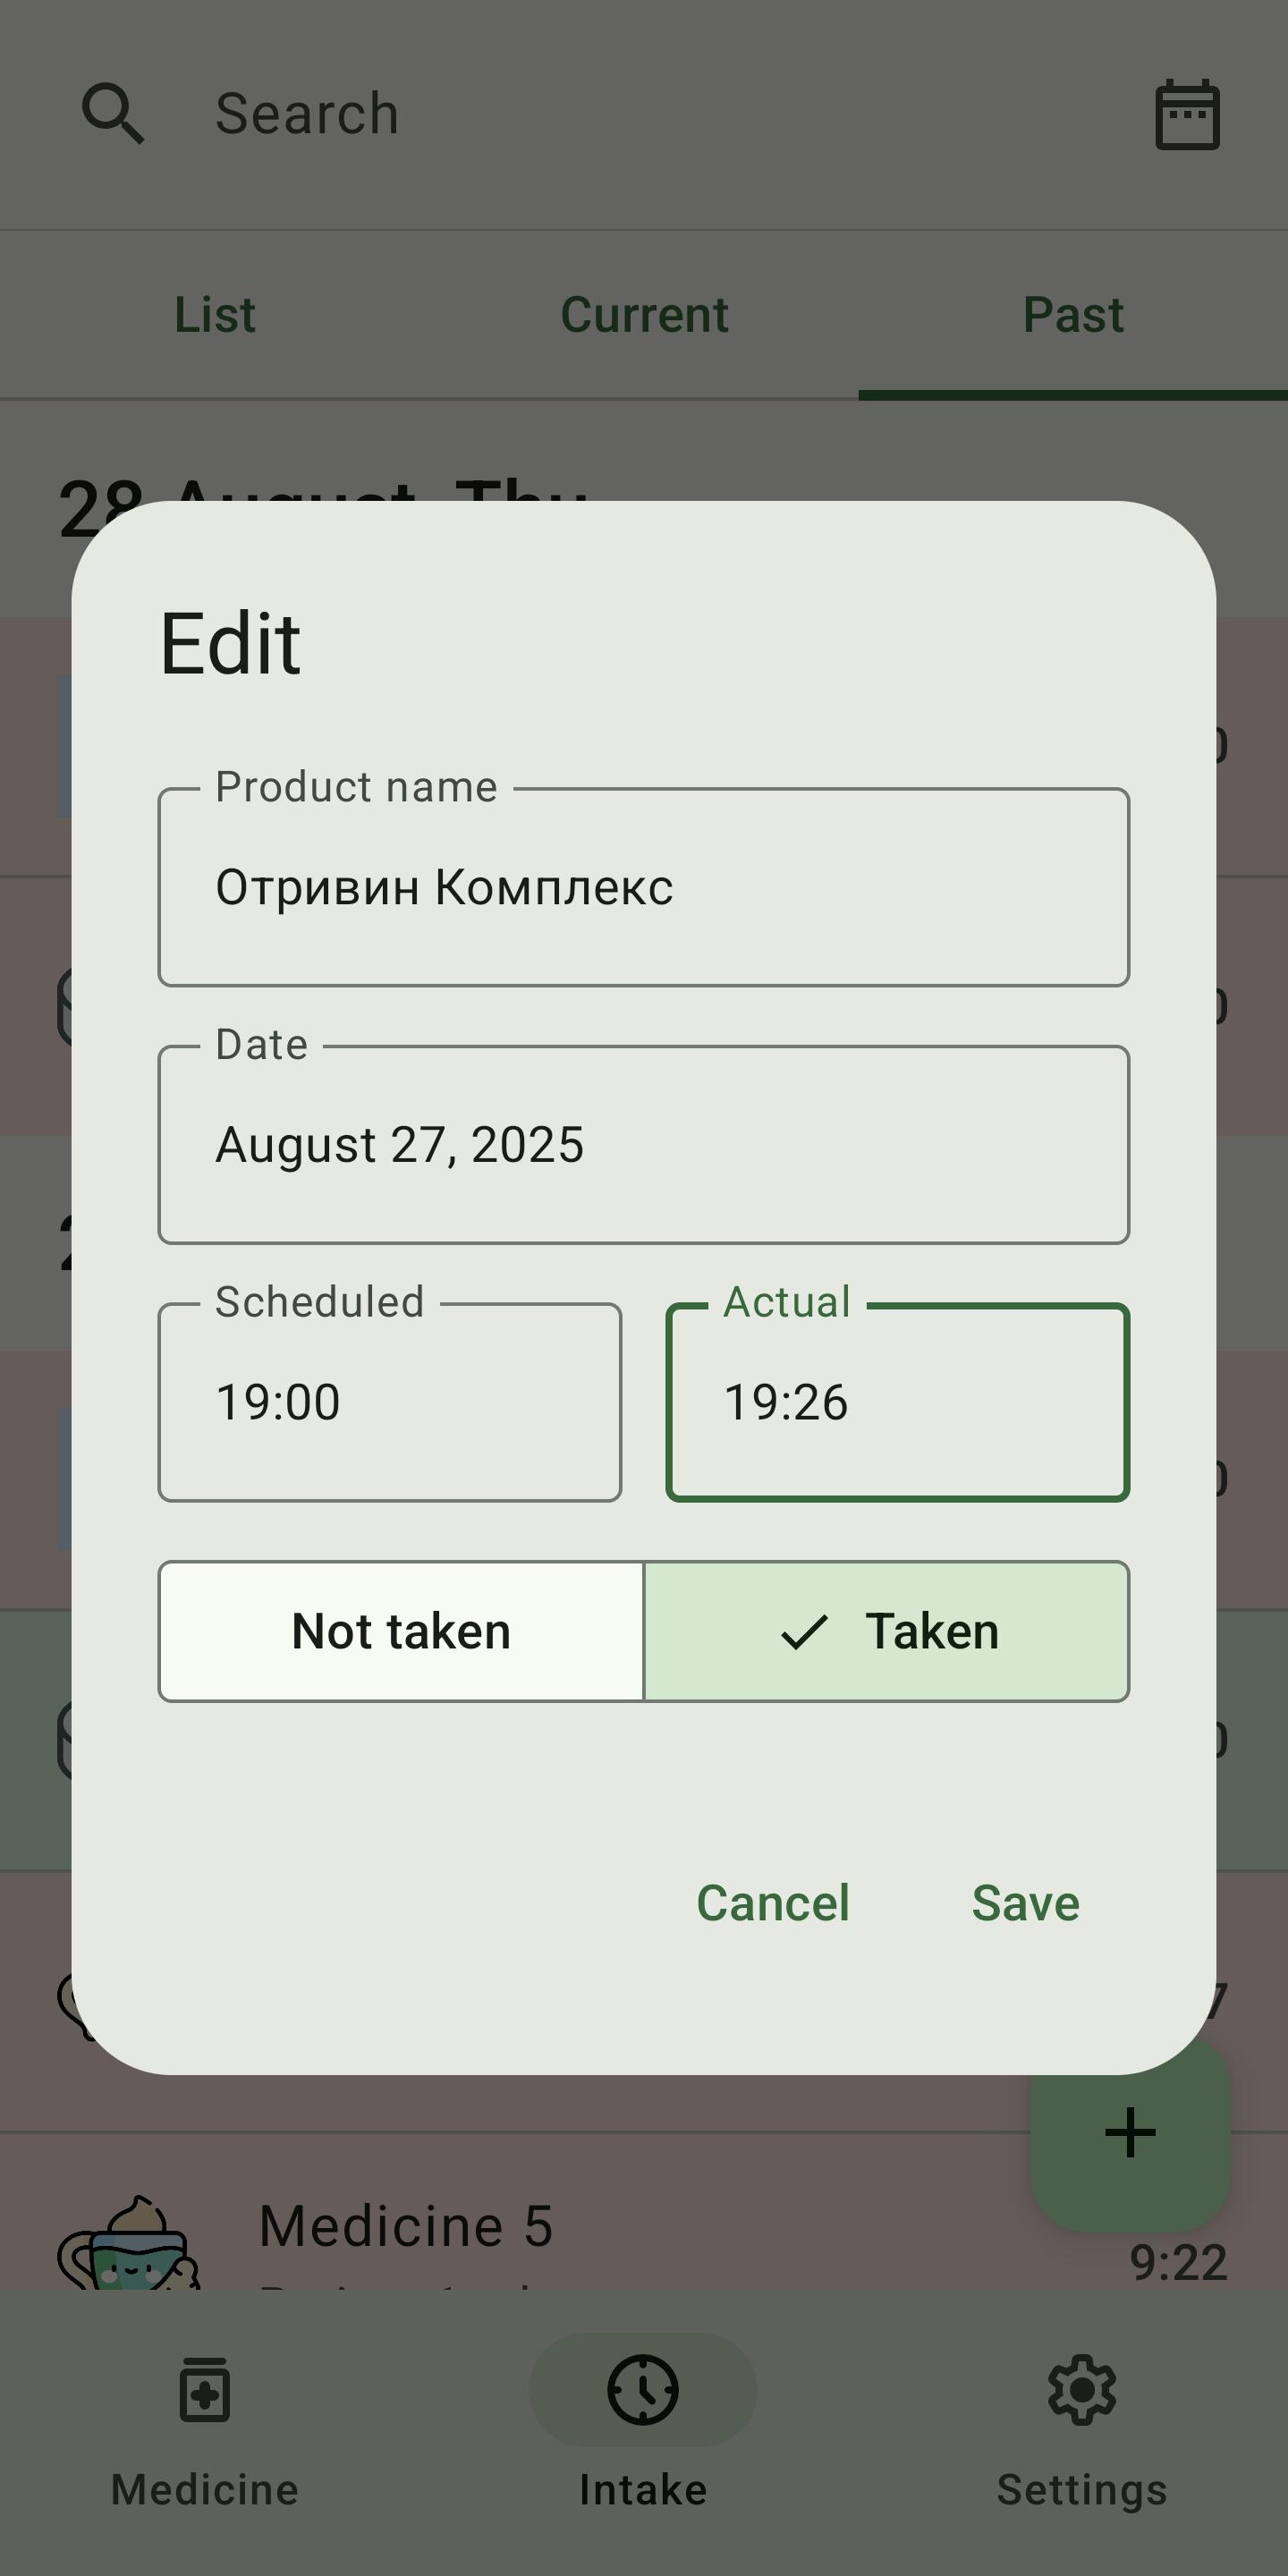 Search
List
Current
Past
28 August, Thu
Edit
Product name
Отривин Комплекс
Date
August 27, 2025
Scheduled
19:00
Actual
19:26
Not taken
Taken
Cancel
Save
Medicine 5
9:22
Medicine
Intake
Settings